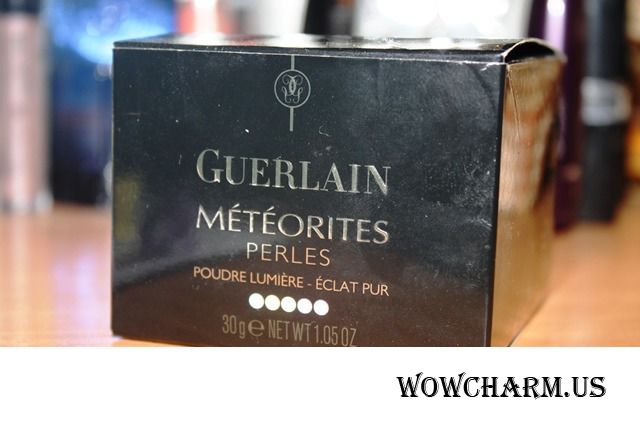 GUERLAIN
MÉTÉORITES
PERLES
POUDRE LUMIÈRE - ÉCLAT PUR
30g e NET WT 1.05 OZ
WOWCHARM.US